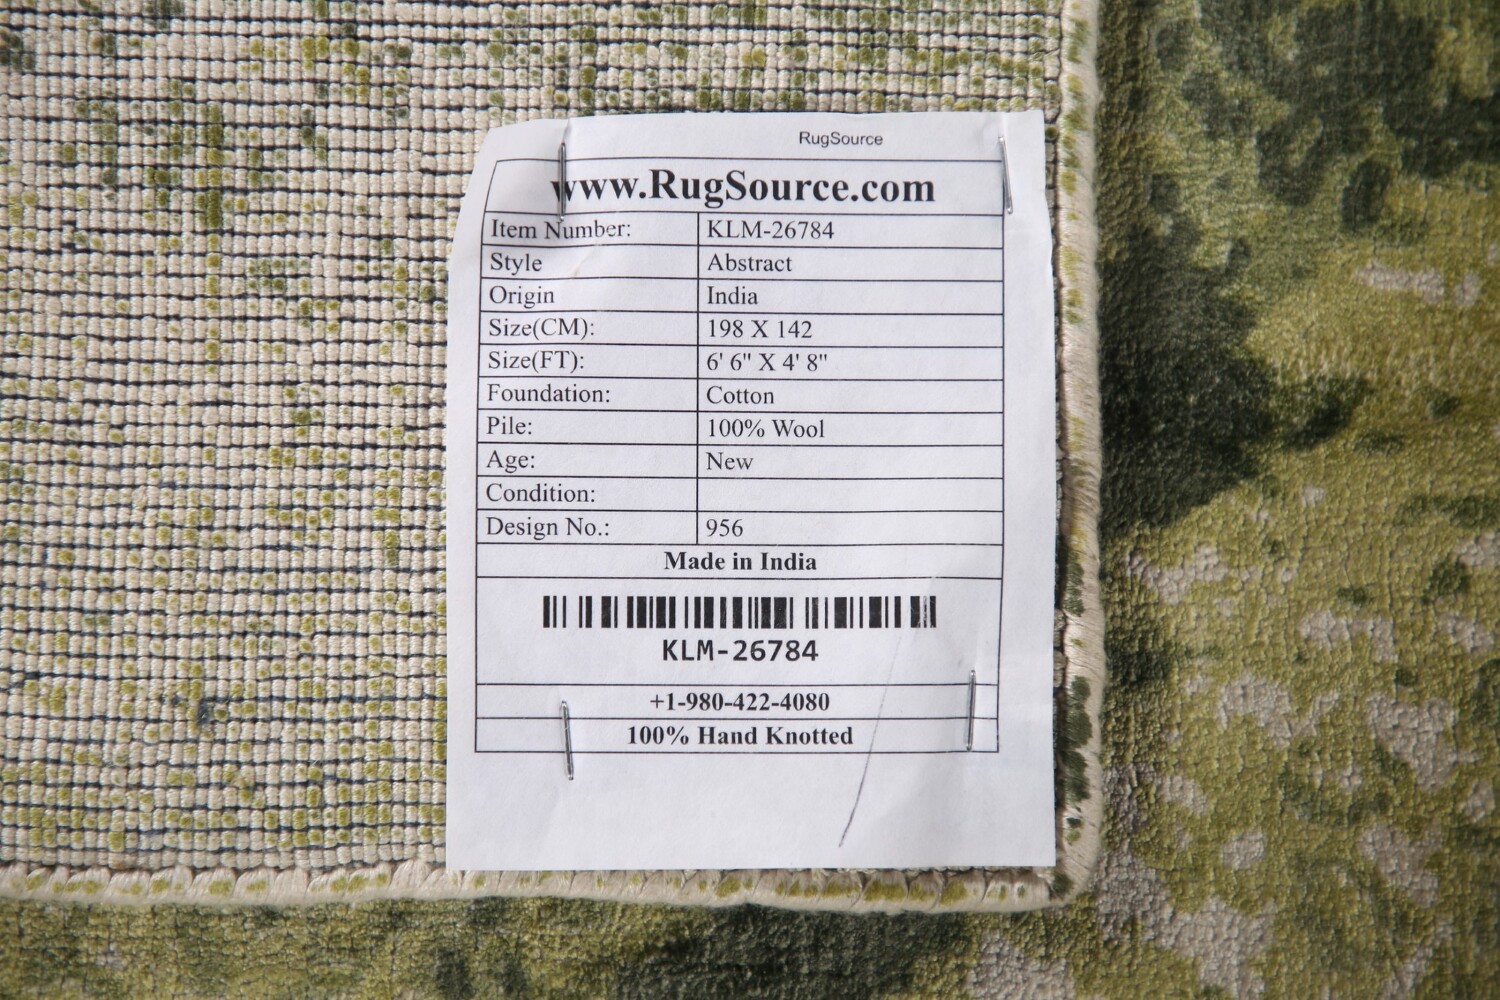 RugSource
www.RugSource.com
Item Number: KLM-26784
Style Abstract
Origin India
Size(CM): 198 X 142
Size(FT): 6' 6" X 4' 8"
Foundation: Cotton
Pile: 100% Wool
Age: New
Condition:
Design No.: 956
Made in India
KLM-26784
+1-980-422-4080
100% Hand Knotted